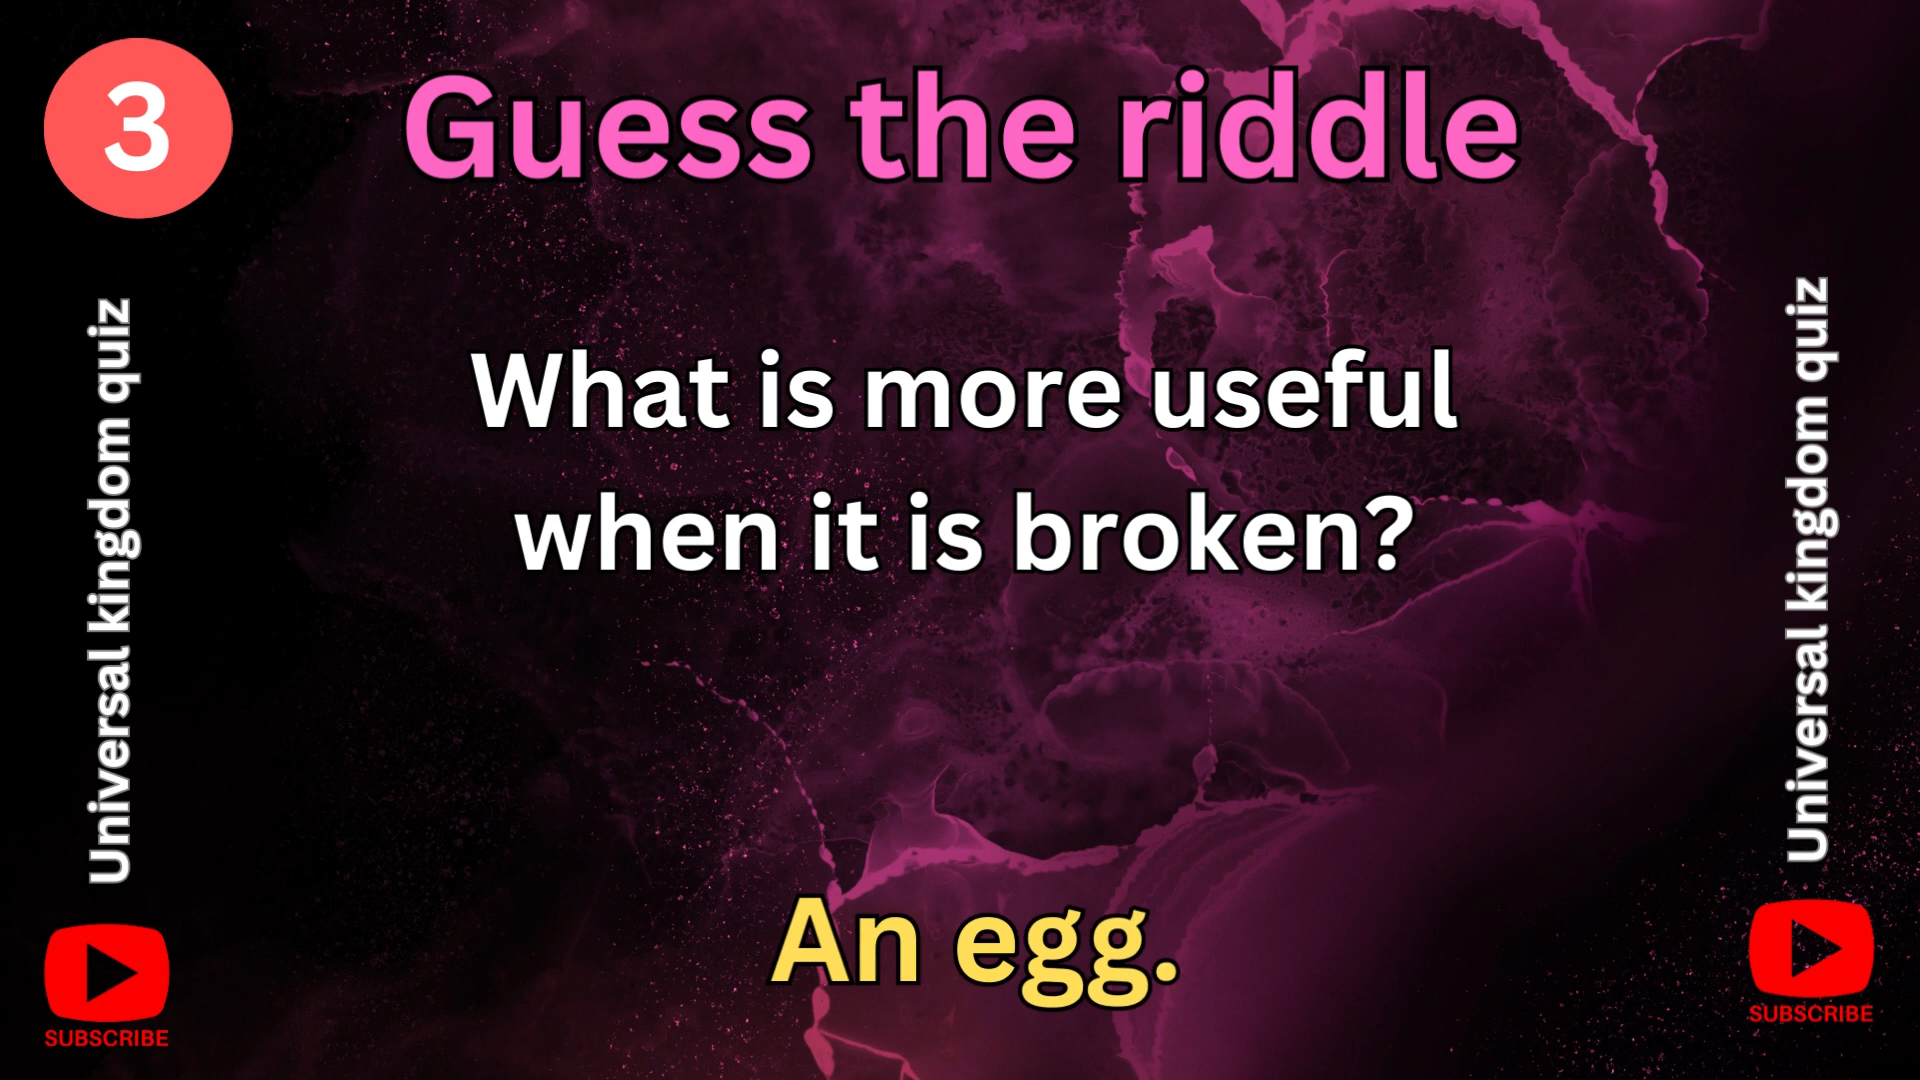 3
Guess the riddle
What is more useful
when it is broken?
An egg.
Universal kingdom quiz
SUBSCRIBE
Universal kingdom quiz
SUBSCRIBE